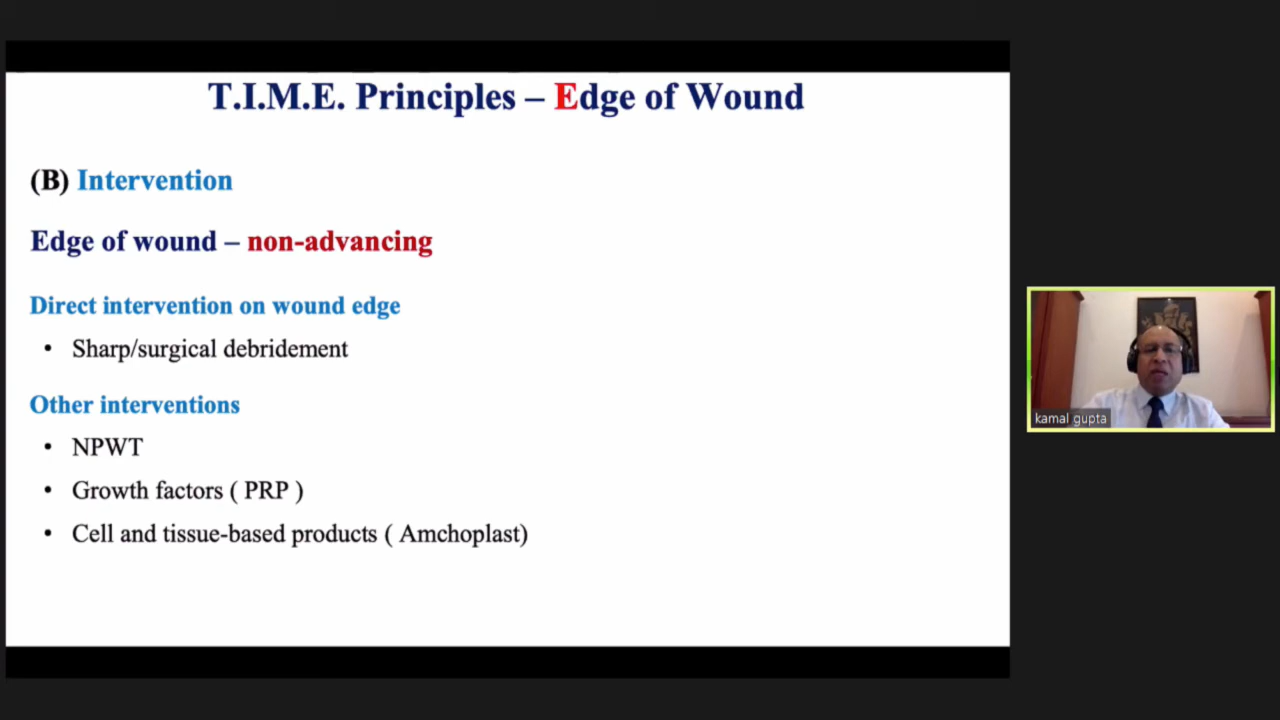 T.I.M.E. Principles – Edge of Wound
(B) Intervention
Edge of wound – non-advancing
Direct intervention on wound edge
• Sharp/surgical debridement
Other interventions
• NPWT
• Growth factors ( PRP )
• Cell and tissue-based products ( Amchoplast)
kamal gupta